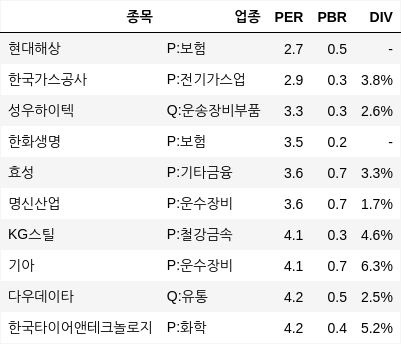 종목 업종 PER PBR DIV
현대해상 P:보험 2.7 0.5 -
한국가스공사 P:전기가스업 2.9 0.3 3.8%
성우하이텍 Q:운송장비부품 3.3 0.3 2.6%
한화생명 P:보험 3.5 0.2 -
효성 P:기타금융 3.6 0.7 3.3%
명신산업 P:운수장비 3.6 0.7 1.7%
KG스틸 P:철강금속 4.1 0.3 4.6%
기아 P:운수장비 4.1 0.7 6.3%
다우데이타 Q:유통 4.2 0.5 2.5%
한국타이어앤테크놀로지 P:화학 4.2 0.4 5.2%